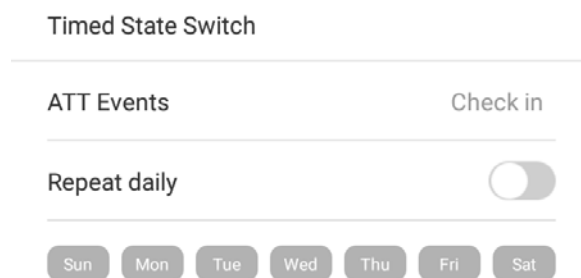 Timed State Switch
ATT Events Check in
Repeat daily
Sun Mon Tue Wed Thu Fri Sat